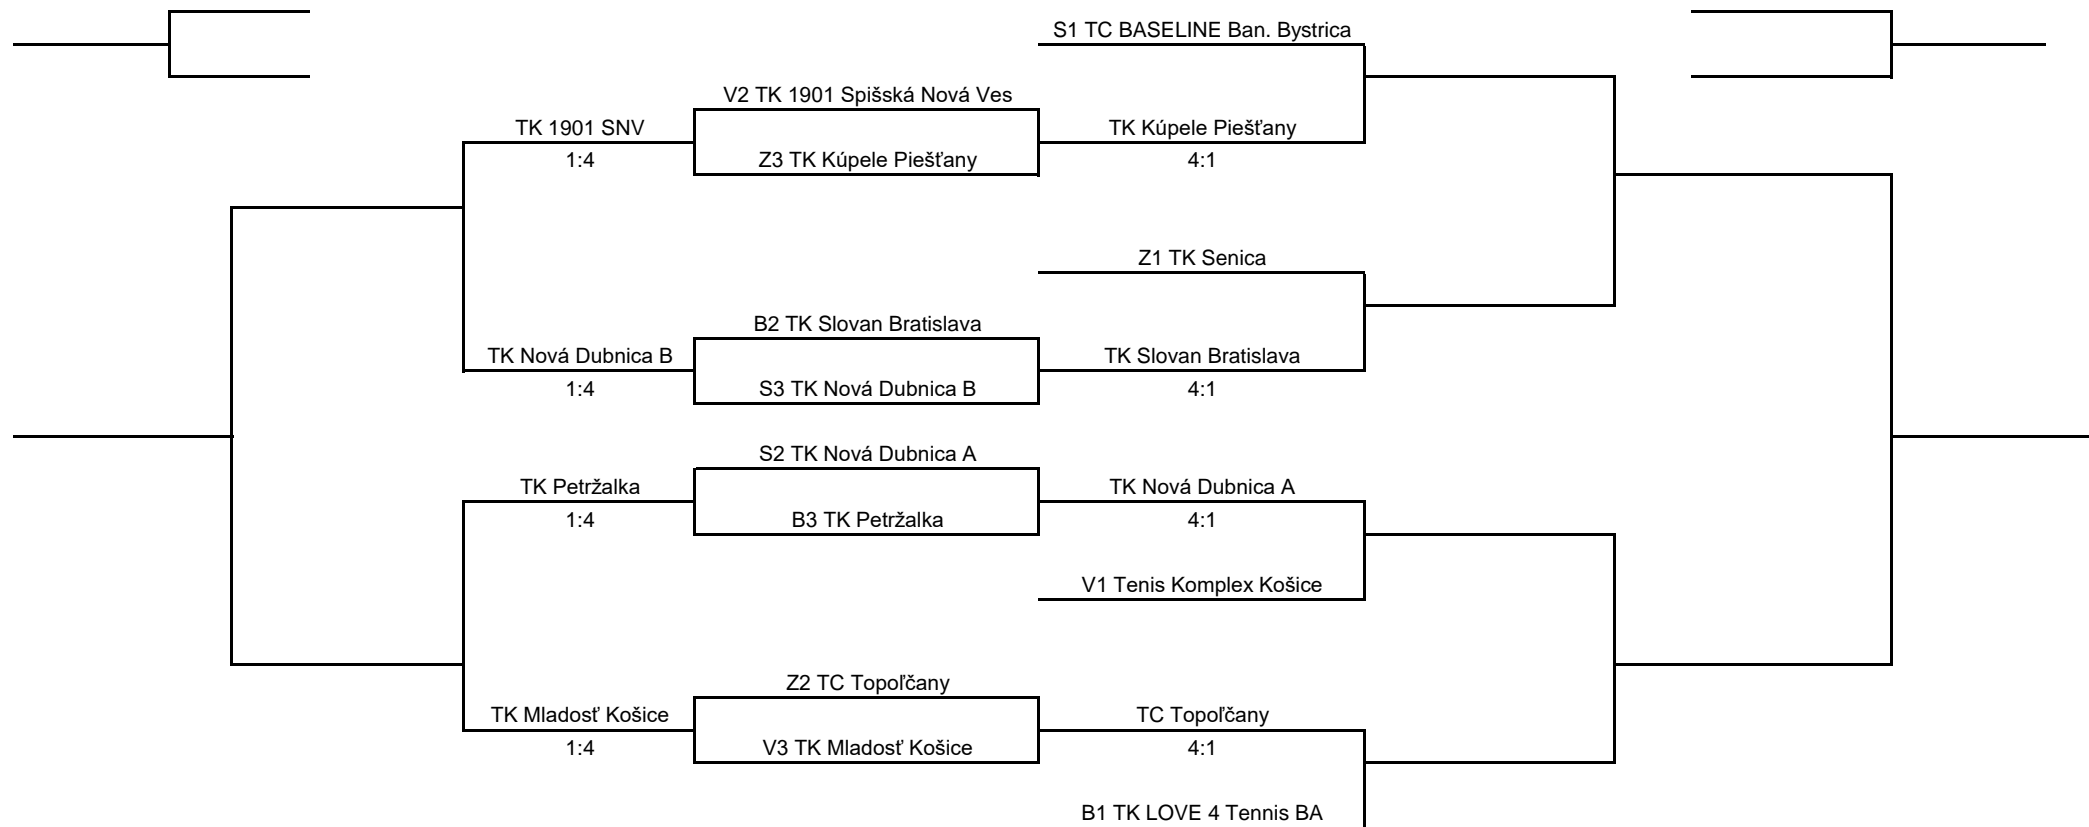 S1 TC BASELINE Ban. Bystrica
V2 TK 1901 Spišská Nová Ves
TK 1901 SNV
TK Kúpele Piešťany
1:4
Z3 TK Kúpele Piešťany
4:1
Z1 TK Senica
B2 TK Slovan Bratislava
TK Nová Dubnica B
TK Slovan Bratislava
1:4
S3 TK Nová Dubnica B
4:1
S2 TK Nová Dubnica A
TK Petržalka
TK Nová Dubnica A
1:4
B3 TK Petržalka
4:1
V1 Tenis Komplex Košice
Z2 TC Topoľčany
TK Mladosť Košice
TC Topoľčany
1:4
V3 TK Mladosť Košice
4:1
B1 TK LOVE 4 Tennis BA